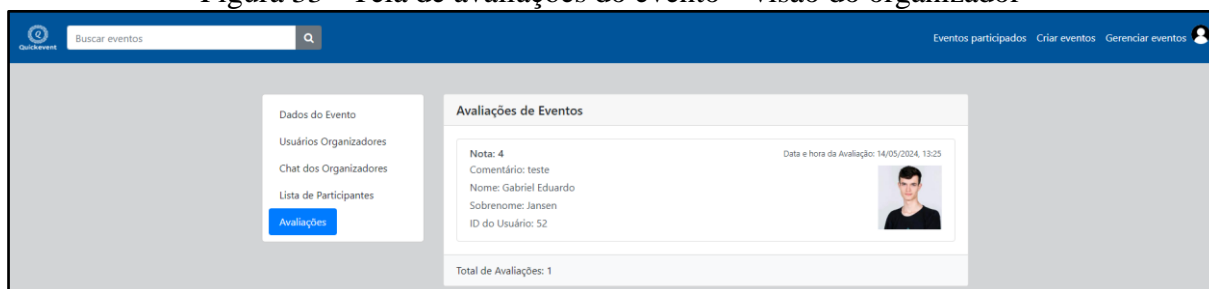 Figura 33 - Tela de avaliações do evento – visão do organizador
Quickevent
Buscar eventos
Eventos participados Criar eventos Gerenciar eventos
Dados do Evento
Usuários Organizadores
Chat dos Organizadores
Lista de Participantes
Avaliações
Avaliações de Eventos
Nota: 4
Data e hora da Avaliação: 14/05/2024, 13:25
Comentário: teste
Nome: Gabriel Eduardo
Sobrenome: Jansen
ID do Usuário: 52
Total de Avaliações: 1